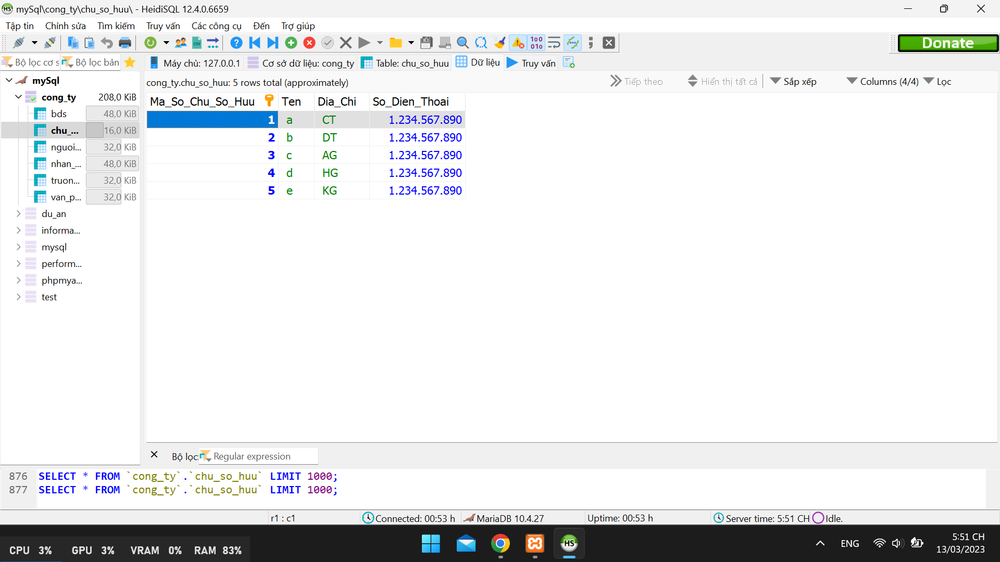 mySql\cong_ty\chu_so_huu\ - HeidiSQL 12.4.0.6659
Tập tin Chỉnh sửa Tìm kiếm Truy vấn Các công cụ Đến Trợ giúp
Donate
Bộ lọc cơ s Bộ lọc bản Máy chủ: 127.0.0.1 Cơ sở dữ liệu: cong_ty Table: chu_so_huu Dữ liệu Truy vấn
cong_ty.chu_so_huu: 5 rows total (approximately) Tiếp theo Hiển thị tất cả Sắp xếp Columns (4/4) Lọc
mySql
cong_ty 208,0 KiB
bds 48,0 KiB
chu_... 16,0 KiB
nguoi... 32,0 KiB
nhan_... 48,0 KiB
truon... 32,0 KiB
van_p... 32,0 KiB
du_an
informa...
mysql
perform...
phpmya...
test
Ma_So_Chu_So_Huu Ten Dia_Chi So_Dien_Thoai
1 a CT 1.234.567.890
2 b DT 1.234.567.890
3 c AG 1.234.567.890
4 d HG 1.234.567.890
5 e KG 1.234.567.890
Bộ lọc: Regular expression
876 SELECT * FROM `cong_ty`.`chu_so_huu` LIMIT 1000;
877 SELECT * FROM `cong_ty`.`chu_so_huu` LIMIT 1000;
r1 : c1 Connected: 00:53 h MariaDB 10.4.27 Uptime: 00:53 h Server time: 5:51 CH Idle.
CPU 3% GPU 3% VRAM 0% RAM 83%
HS
ENG
5:51 CH
13/03/2023